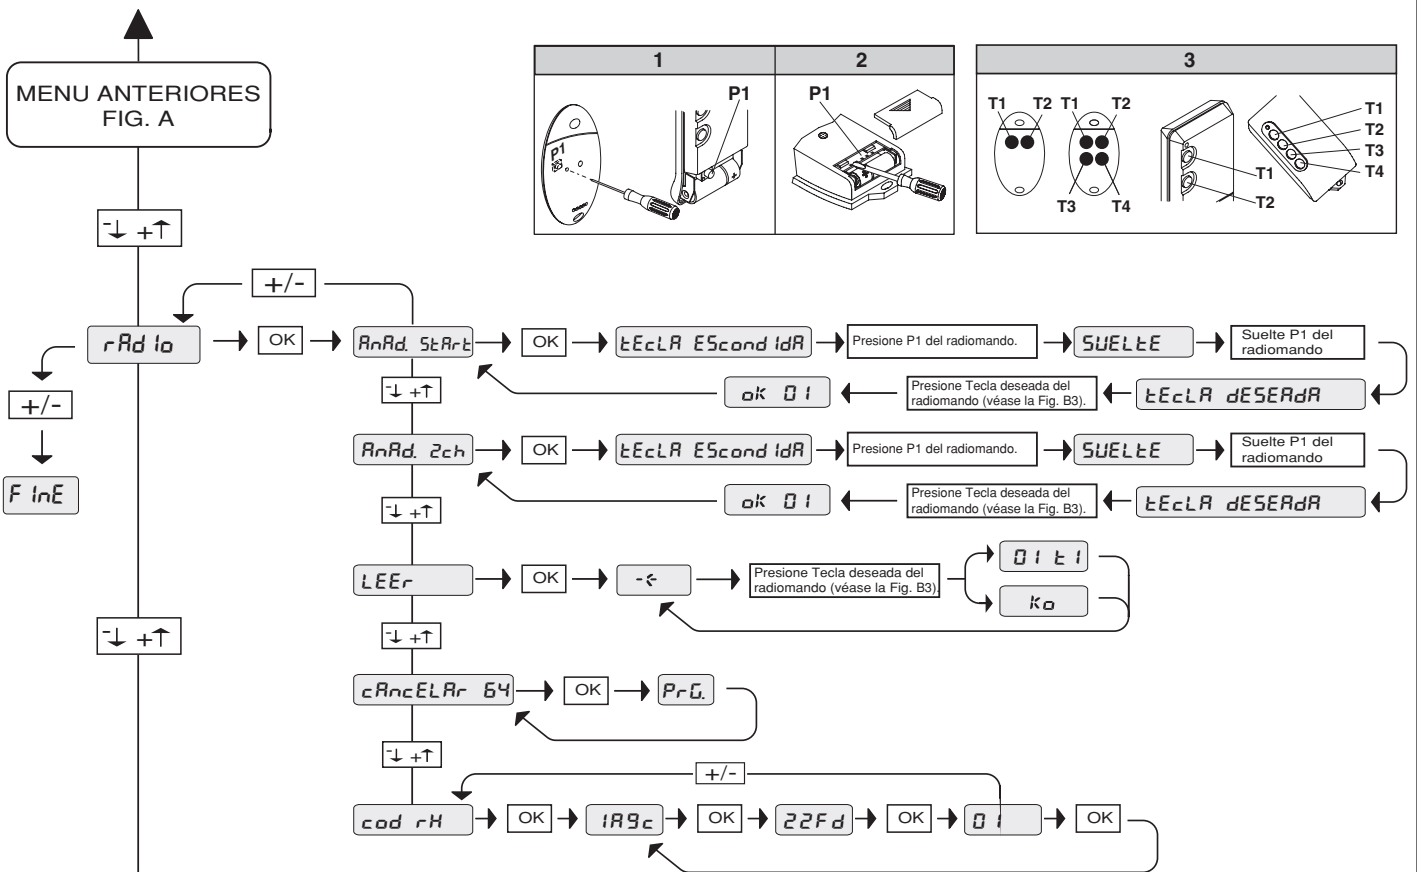 MENU ANTERIORES
FIG. A
1
2
P1
P1
P1
3
T1
T2
T1
T2
T3
T4
T1
T2
T1
T2
T3
T4
-↓ +↑
+/-
rAdIo
OK
AnAd. StArt
OK
tEcLA EScondIdA
Presione P1 del radiomando.
SUELtE
Suelte P1 del
radiomando
tEcLA dESEAdA
Presione Tecla deseada del
radiomando (véase la Fig. B3).
oK 01
+/-
FInE
-↓ +↑
AnAd. 2ch
OK
tEcLA EScondIdA
Presione P1 del radiomando.
SUELtE
Suelte P1 del
radiomando
tEcLA dESEAdA
Presione Tecla deseada del
radiomando (véase la Fig. B3).
oK 01
-↓ +↑
LEEr
OK
Presione Tecla deseada del
radiomando (véase la Fig. B3)
01 t1
Ko
-↓ +↑
-↓ +↑
cAncELAr 64
OK
PrG.
-↓ +↑
+/-
cod rH
OK
1A9c
OK
22Fd
OK
01
OK